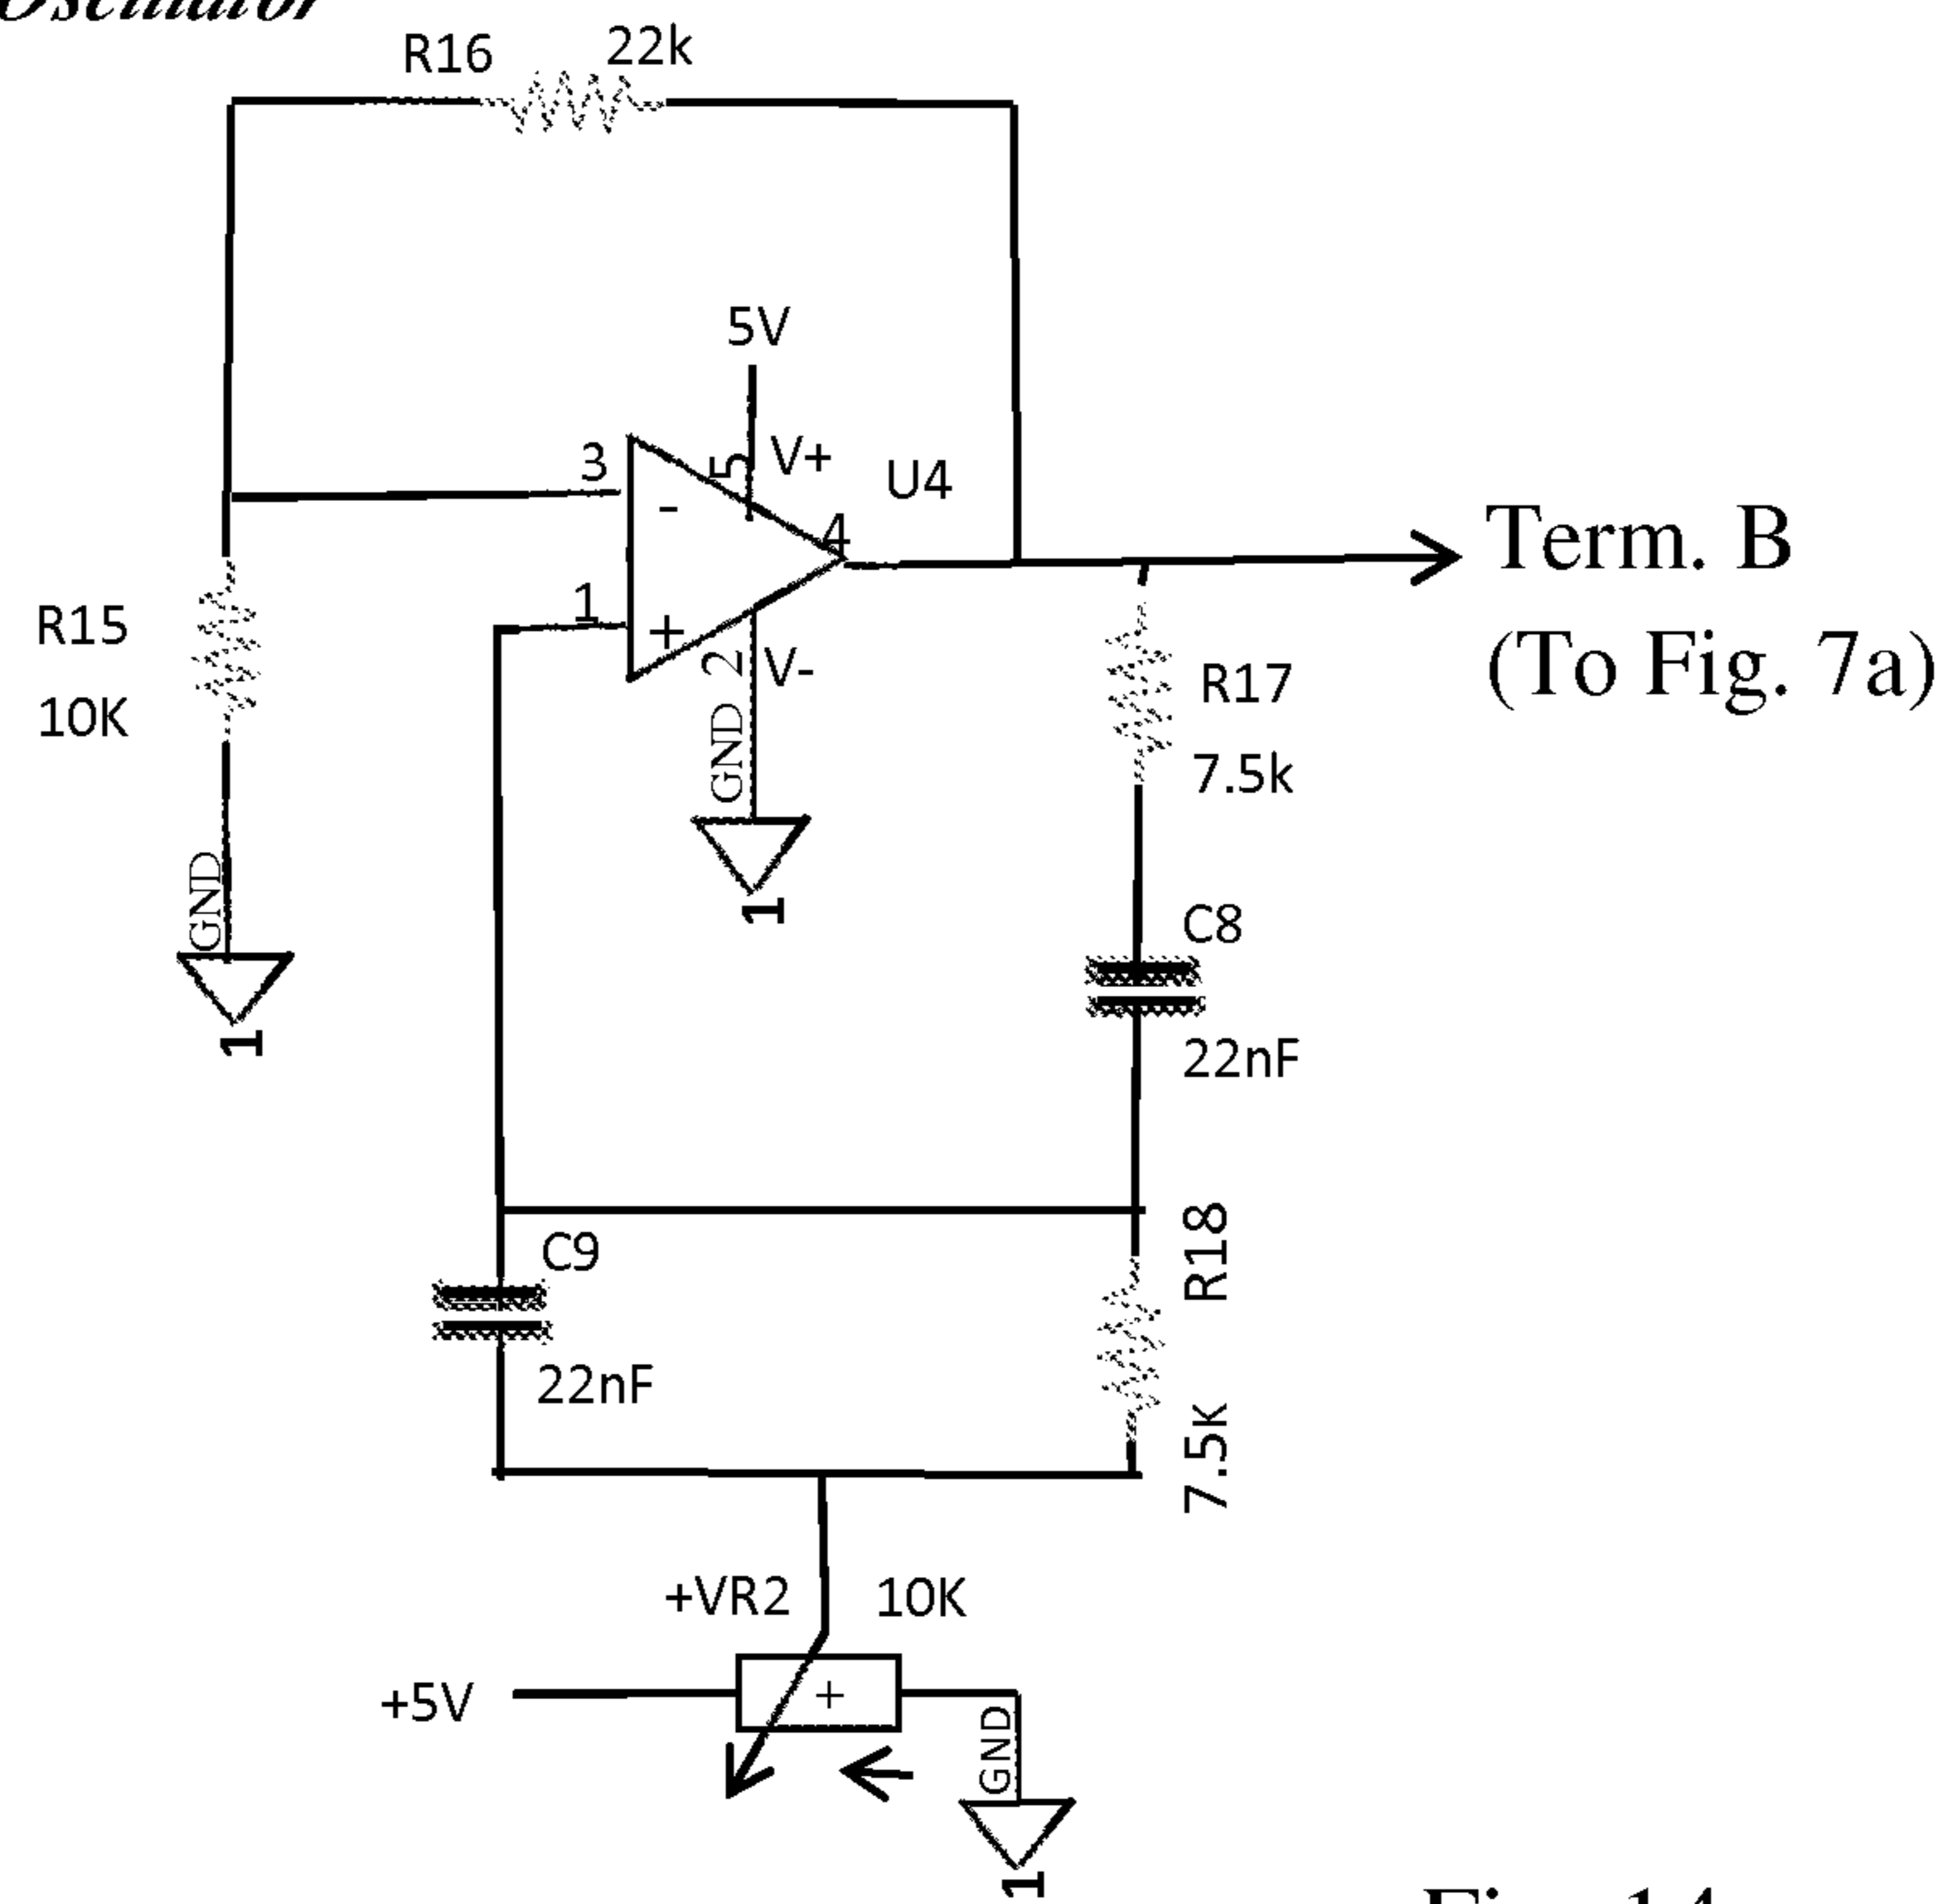 Oscillator
R16 22k
5V
V+
5
3
-
U4
4
Term. B
(To Fig. 7a)
1
+
2
V-
GND
1
R15
10K
GND
1
R17
7.5k
C8
22nF
C9
22nF
R18
7.5K
+VR2 10K
+5V
+
GND
1